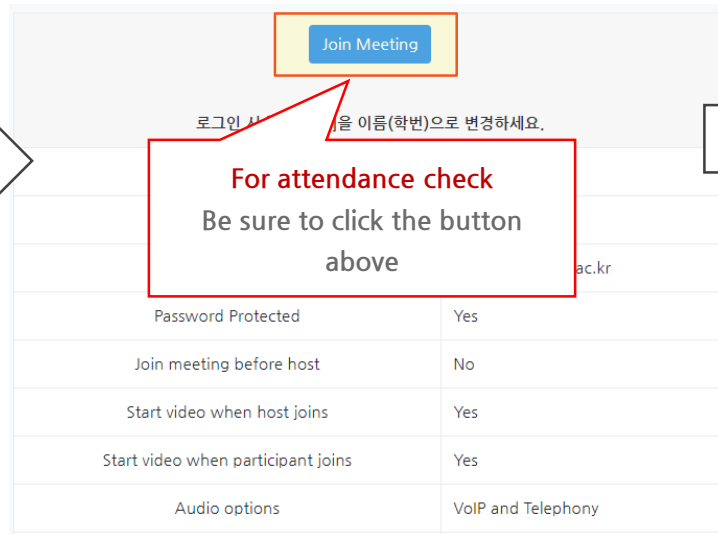 Join Meeting
로그인 을 이름(학번)으로 변경하세요.
For attendance check
Be sure to click the button
above
ac.kr
Password Protected Yes
Join meeting before host No
Start video when host joins Yes
Start video when participant joins Yes
Audio options VoIP and Telephony